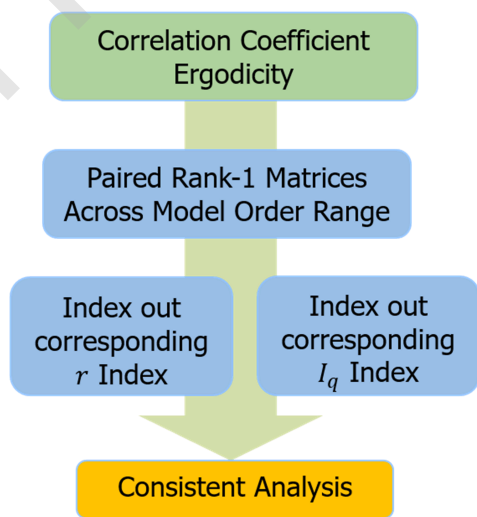 Correlation Coefficient
Ergodicity
Paired Rank-1 Matrices
Across Model Order Range
Index out
corresponding
r Index
Index out
corresponding
I_q Index
Consistent Analysis